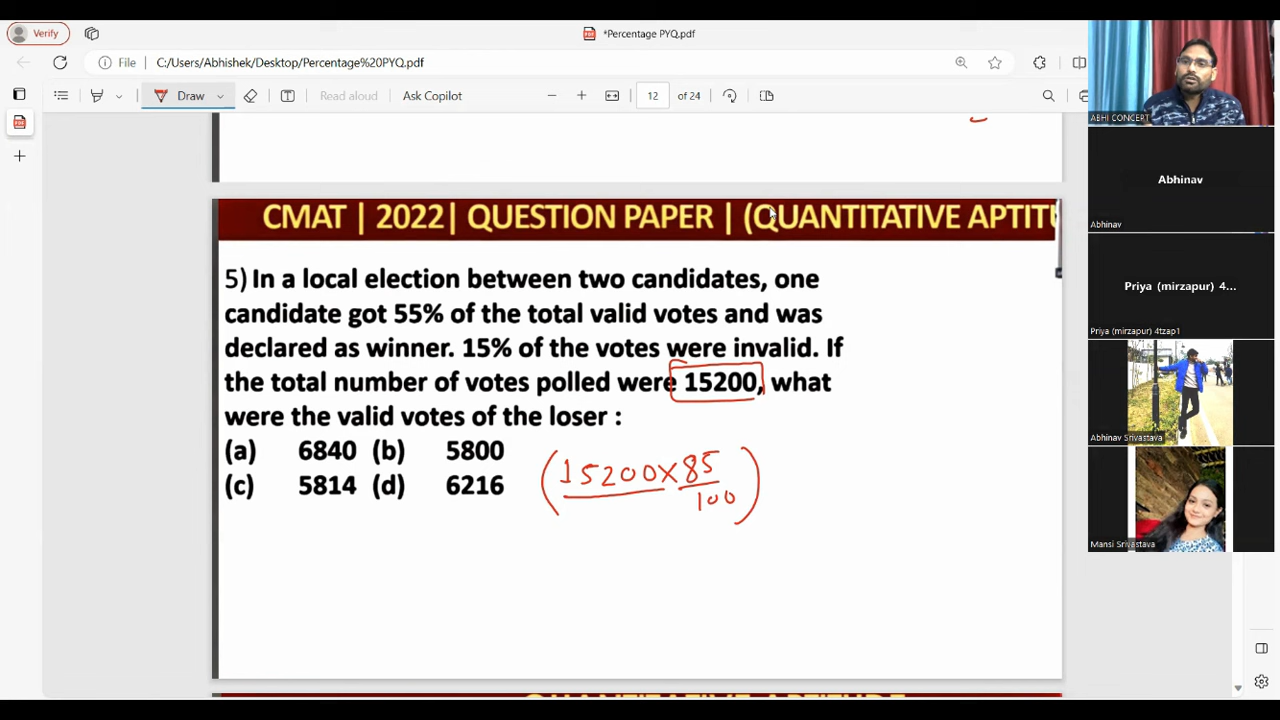 Verify
*Percentage PYQ.pdf
File C:/Users/Abhishek/Desktop/Percentage%20PYQ.pdf
Draw Read aloud Ask Copilot 12 of 24
CMAT | 2022| QUESTION PAPER | (QUANTITATIVE APTITU
5) In a local election between two candidates, one
candidate got 55% of the total valid votes and was
declared as winner. 15% of the votes were invalid. If
the total number of votes polled were 15200, what
were the valid votes of the loser :
(a) 6840 (b) 5800
(c) 5814 (d) 6216
(15200×85
100)
QUANTITATIVE APTITUDE
ABHI CONCEPT
Abhinav
Abhinav
Priya (mirzapur) 4...
Priya (mirzapur) 4tzap1
Abhinav Srivastava
Mansi Srivastava